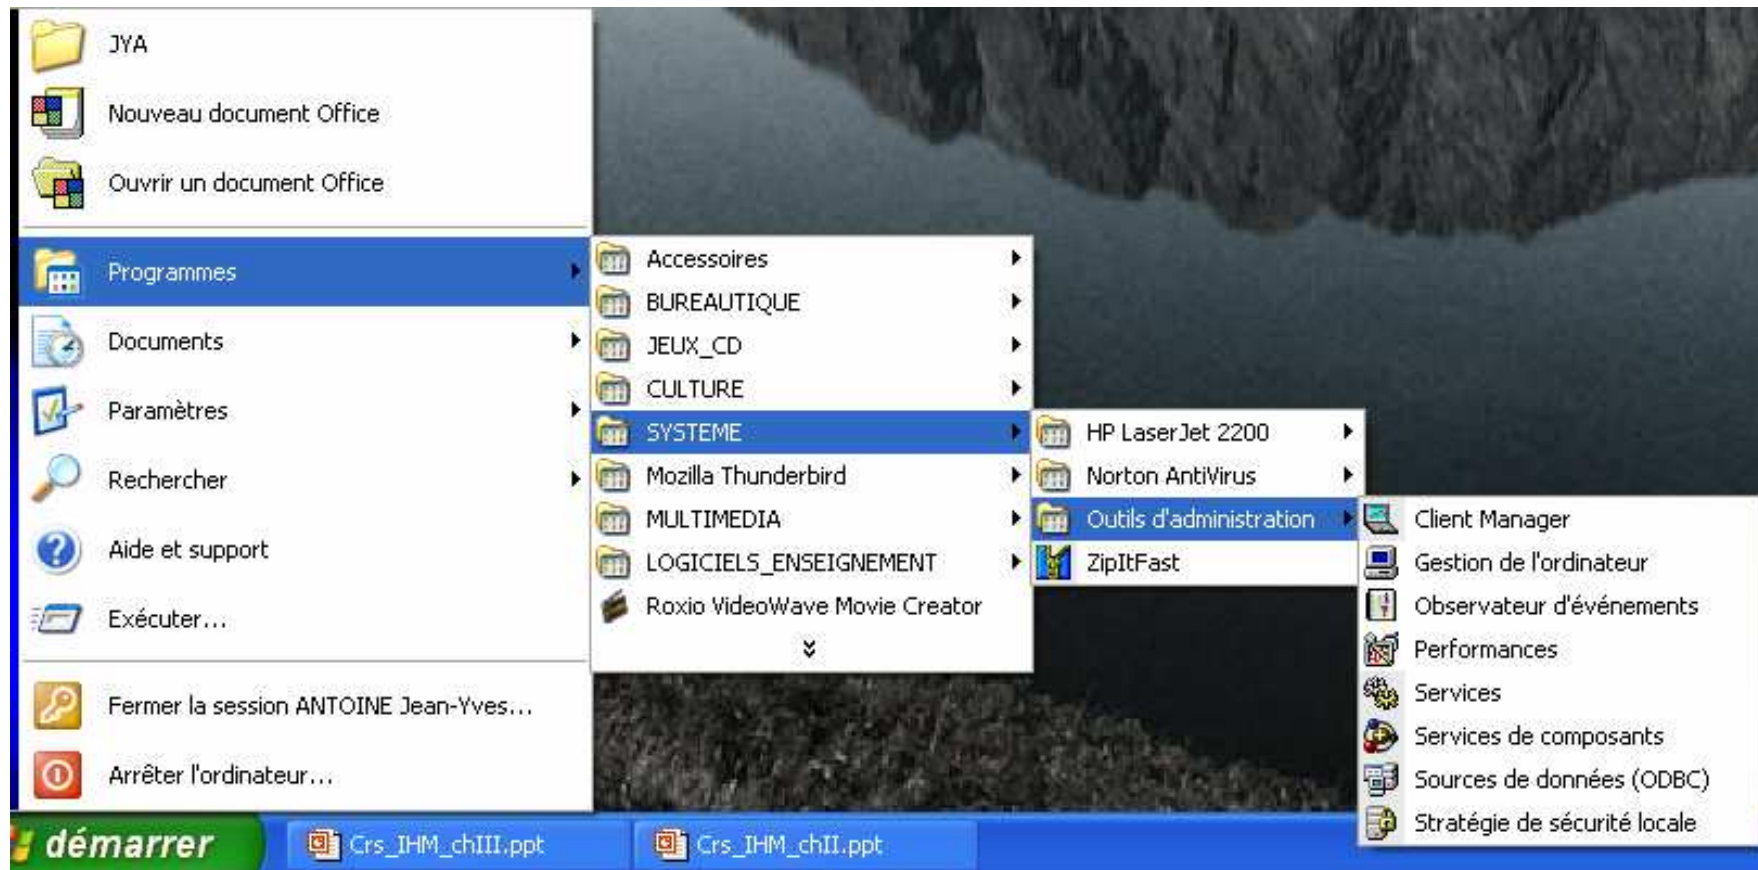 JYA
Nouveau document Office
Ouvrir un document Office
Programmes
Documents
Paramètres
Rechercher
Aide et support
Exécuter...
Fermer la session ANTOINE Jean-Yves...
Arrêter l'ordinateur...
Accessoires
BUREAUTIQUE
JEUX_CD
CULTURE
SYSTEME
Mozilla Thunderbird
MULTIMEDIA
LOGICIELS_ENSEIGNEMENT
Roxio VideoWave Movie Creator
HP LaserJet 2200
Norton AntiVirus
Outils d'administration
ZipItFast
Client Manager
Gestion de l'ordinateur
Observateur d'événements
Performances
Services
Services de composants
Sources de données (ODBC)
Stratégie de sécurité locale
démarrer
Crs_IHM_chIII.ppt
Crs_IHM_chII.ppt